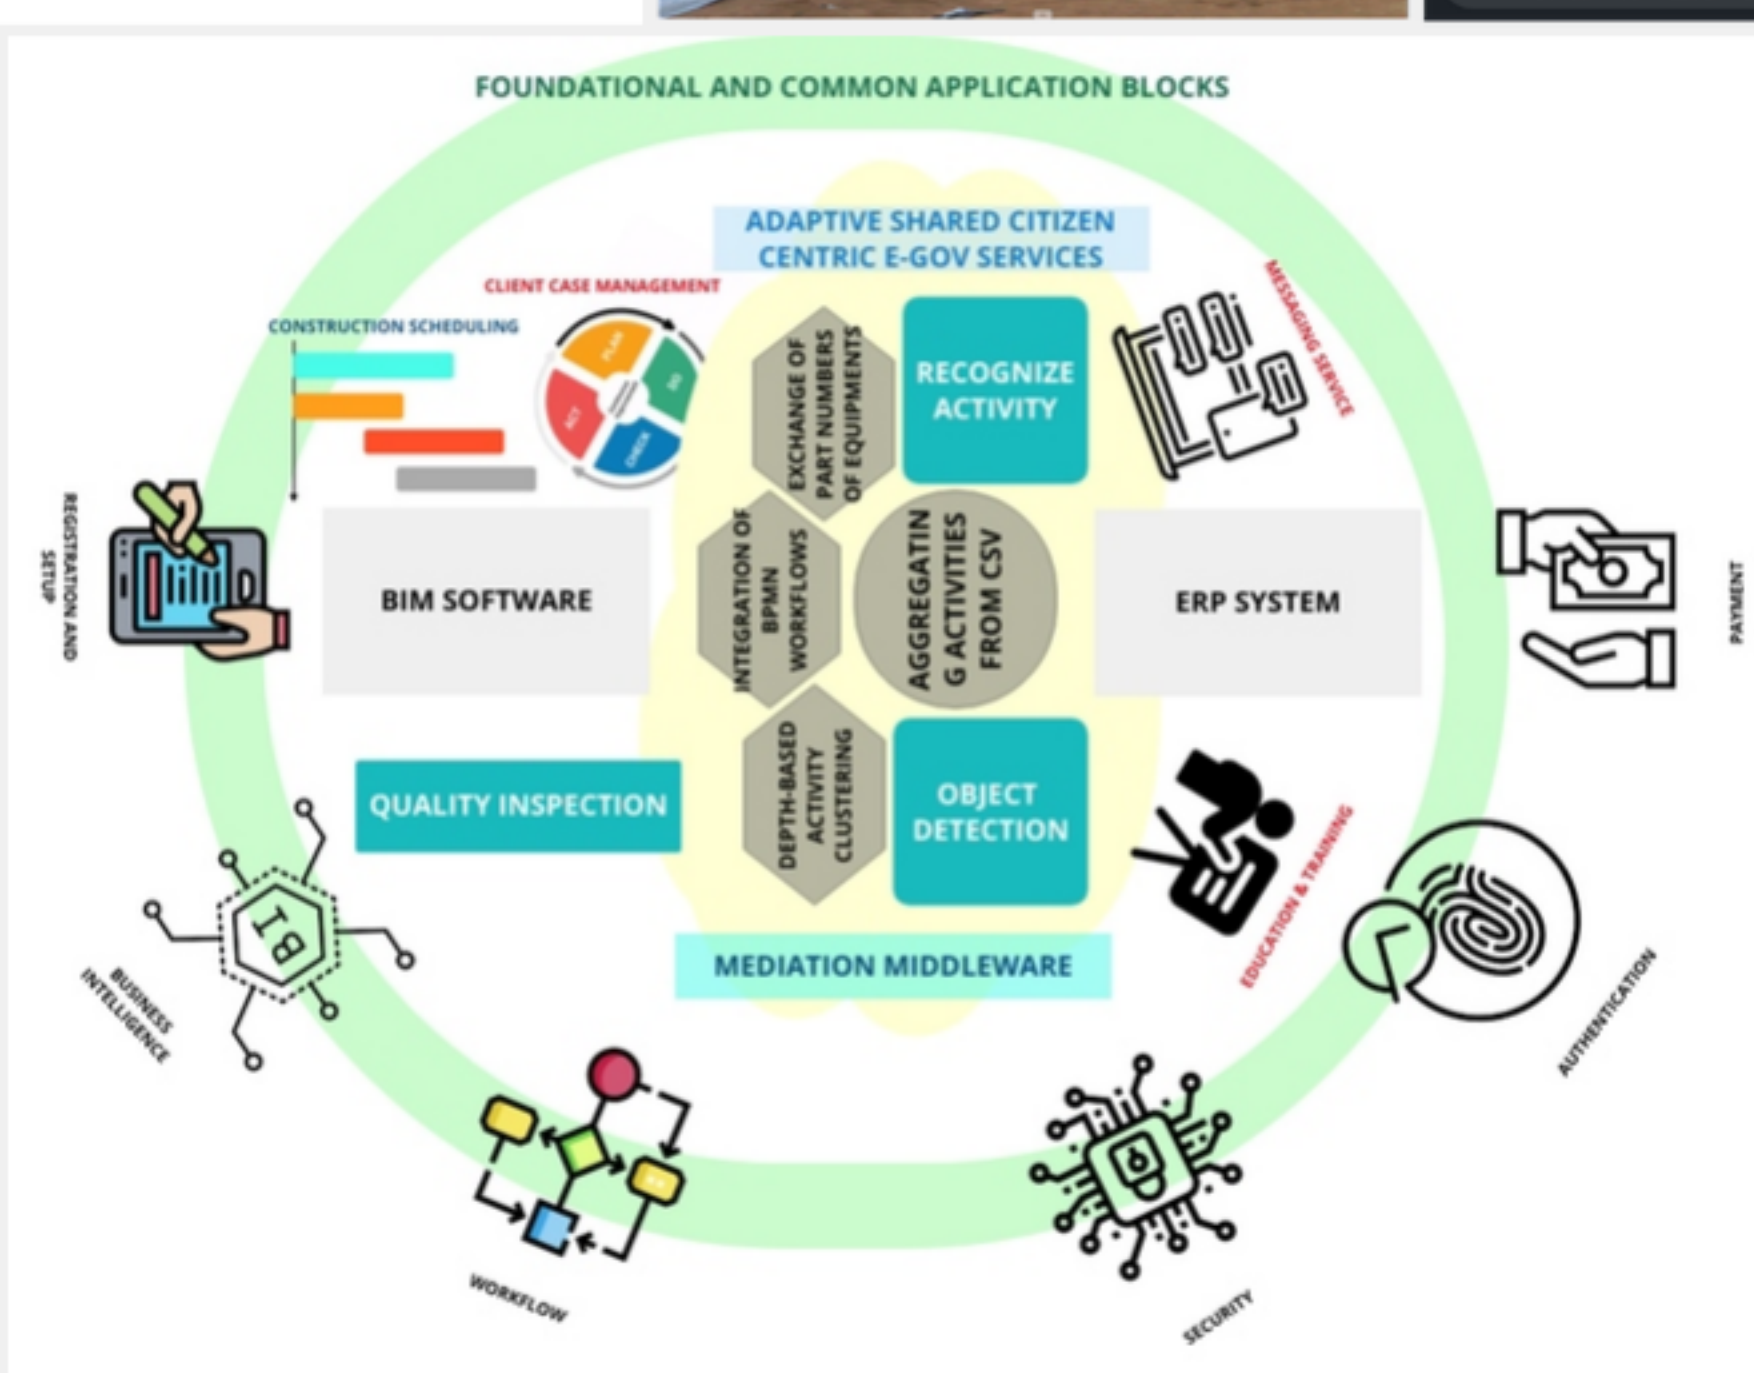 FOUNDATIONAL AND COMMON APPLICATION BLOCKS
ADAPTIVE SHARED CITIZEN
CENTRIC E-GOV SERVICES
CLIENT CASE MANAGEMENT
CONSTRUCTION SCHEDULING
PLAN
DO
CHECK
ACT
EXCHANGE OF
PART NUMBERS
OF EQUIPMENTS
RECOGNIZE
ACTIVITY
MESSAGING SERVICE
REGISTRATION AND
SETUP
BIM SOFTWARE
INTEGRATION OF
BPMN
WORKFLOWS
AGGREGATIN
G ACTIVITIES
FROM CSV
ERP SYSTEM
PAYMENT
QUALITY INSPECTION
DEPTH-BASED
ACTIVITY
CLUSTERING
OBJECT
DETECTION
EDUCATION & TRAINING
BI
BUSINESS
INTELLIGENCE
MEDIATION MIDDLEWARE
AUTHENTICATION
WORKFLOW
SECURITY